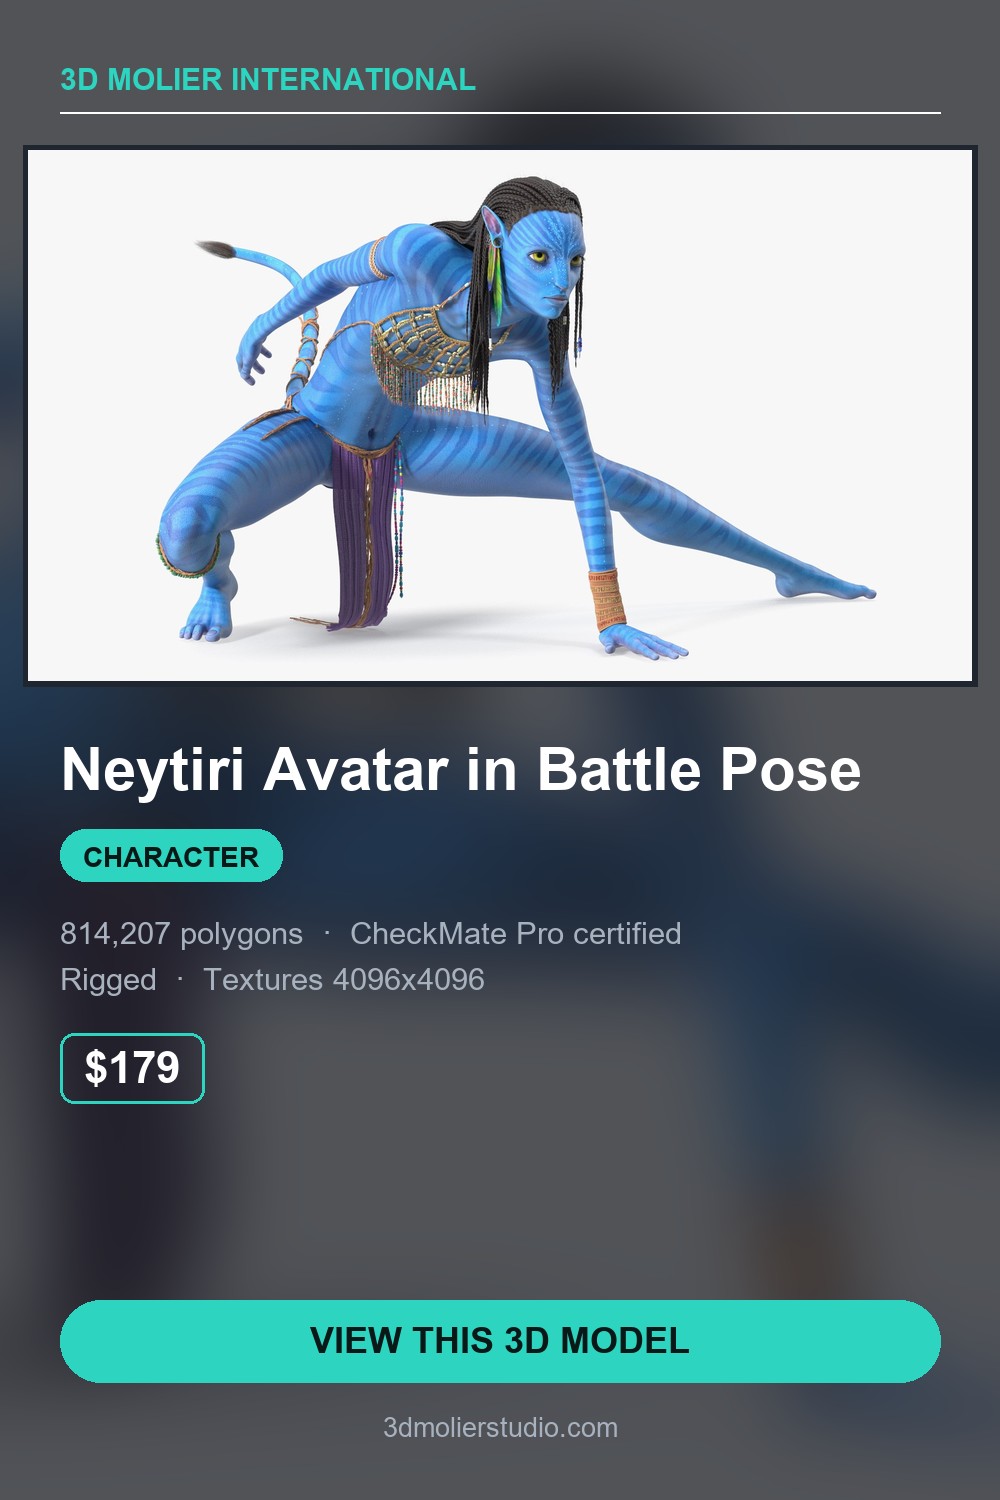 3D MOLIER INTERNATIONAL
Neytiri Avatar in Battle Pose
CHARACTER
814,207 polygons · CheckMate Pro certified
Rigged · Textures 4096x4096
$179
VIEW THIS 3D MODEL
3dmolierstudio.com